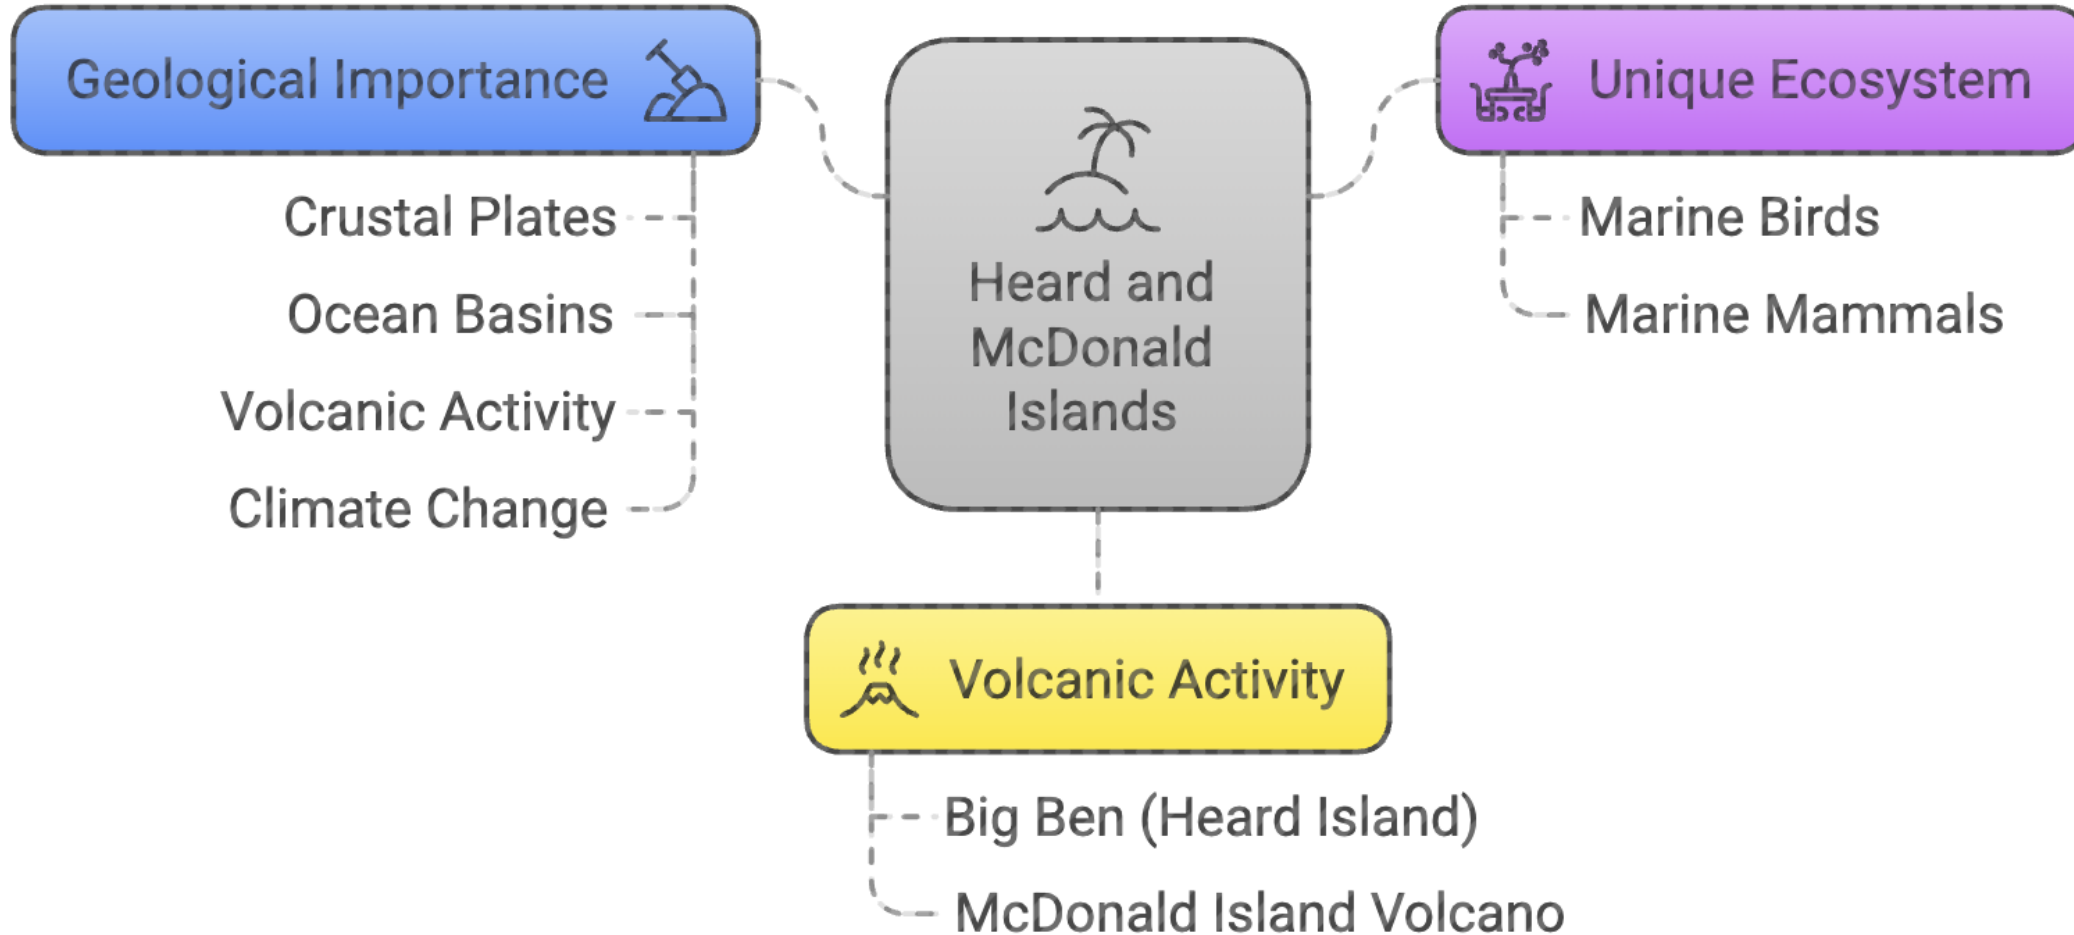 Geological Importance
Crustal Plates
Ocean Basins
Volcanic Activity
Climate Change
Heard and
McDonald
Islands
Unique Ecosystem
Marine Birds
Marine Mammals
Volcanic Activity
Big Ben (Heard Island)
McDonald Island Volcano